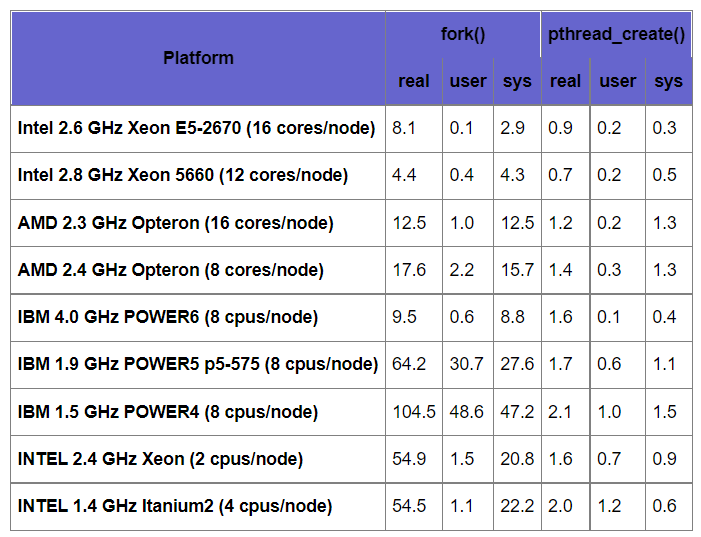 Platform fork() pthread_create()
real user sys real user sys
Intel 2.6 GHz Xeon E5-2670 (16 cores/node) 8.1 0.1 2.9 0.9 0.2 0.3
Intel 2.8 GHz Xeon 5660 (12 cores/node) 4.4 0.4 4.3 0.7 0.2 0.5
AMD 2.3 GHz Opteron (16 cores/node) 12.5 1.0 12.5 1.2 0.2 1.3
AMD 2.4 GHz Opteron (8 cores/node) 17.6 2.2 15.7 1.4 0.3 1.3
IBM 4.0 GHz POWER6 (8 cpus/node) 9.5 0.6 8.8 1.6 0.1 0.4
IBM 1.9 GHz POWER5 p5-575 (8 cpus/node) 64.2 30.7 27.6 1.7 0.6 1.1
IBM 1.5 GHz POWER4 (8 cpus/node) 104.5 48.6 47.2 2.1 1.0 1.5
INTEL 2.4 GHz Xeon (2 cpus/node) 54.9 1.5 20.8 1.6 0.7 0.9
INTEL 1.4 GHz Itanium2 (4 cpus/node) 54.5 1.1 22.2 2.0 1.2 0.6